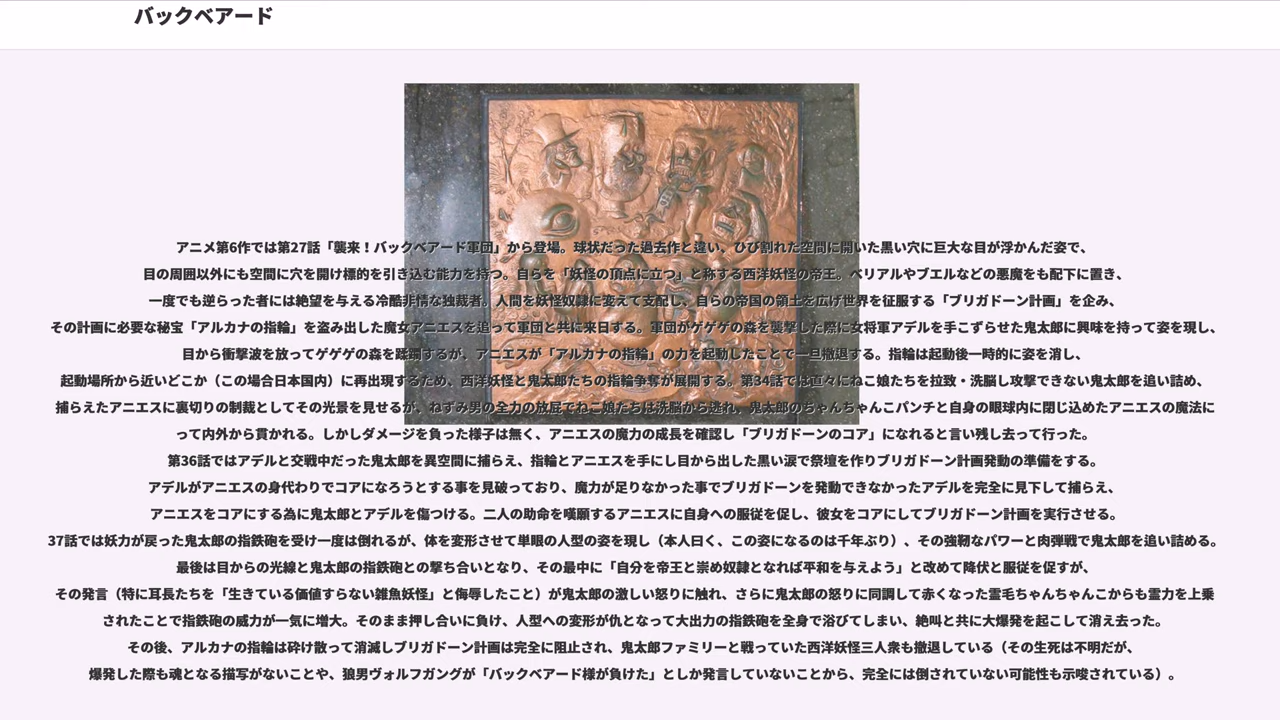 バックベアード
アニメ第6作では第27話「襲来！バックベアード軍団」から登場。球状だった過去作と違い、ひび割れた空間に開いた黒い穴に巨大な目が浮かんだ姿で、
目の周囲以外にも空間に穴を開け標的を引き込む能力を持つ。自らを「妖怪の頂点に立つ」と称する西洋妖怪の帝王。ベリアルやブエルなどの悪魔をも配下に置き、
一度でも逆らった者には絶望を与える冷酷非情な独裁者。人間を妖怪奴隷に変えて支配し、自らの帝国の領土を広げ世界を征服する「ブリガドーン計画」を企み、
その計画に必要な秘宝「アルカナの指輪」を盗み出した魔女アニエスを追って軍団と共に来日する。軍団がゲゲゲの森を襲撃した際に女将軍アデルを手こずらせた鬼太郎に興味を持って姿を現し、
目から衝撃波を放ってゲゲゲの森を蹂躙するが、アニエスが「アルカナの指輪」の力を起動したことで一旦撤退する。指輪は起動後一時的に姿を消し、
起動場所から近いどこか（この場合日本国内）に再出現するため、西洋妖怪と鬼太郎たちの指輪争奪が展開する。第34話では直々にねこ娘たちを拉致・洗脳し攻撃できない鬼太郎を追い詰め、
捕らえたアニエスに裏切りの制裁としてその光景を見せるが、ねずみ男の全力の放屁でねこ娘たちは洗脳から逃れ、鬼太郎のちゃんちゃんこパンチと自身の眼球内に閉じ込めたアニエスの魔法に
って内外から貫かれる。しかしダメージを負った様子は無く、アニエスの魔力の成長を確認し「ブリガドーンのコア」になれると言い残し去って行った。
第36話ではアデルと交戦中だった鬼太郎を異空間に捕らえ、指輪とアニエスを手にし目から出した黒い涙で祭壇を作りブリガドーン計画発動の準備をする。
アデルがアニエスの身代わりでコアになろうとする事を見破っており、魔力が足りなかった事でブリガドーンを発動できなかったアデルを完全に見下して捕らえ、
アニエスをコアにする為に鬼太郎とアデルを傷つける。二人の助命を嘆願するアニエスに自身への服従を促し、彼女をコアにしてブリガドーン計画を実行させる。
37話では妖力が戻った鬼太郎の指鉄砲を受け一度は倒れるが、体を変形させて単眼の人型の姿を現し（本人曰く、この姿になるのは千年ぶり）、その強靭なパワーと肉弾戦で鬼太郎を追い詰める。
最後は目からの光線と鬼太郎の指鉄砲との撃ち合いとなり、その最中に「自分を帝王と崇め奴隷となれば平和を与えよう」と改めて降伏と服従を促すが、
その発言（特に耳長たちを「生きている価値すらない雑魚妖怪」と侮辱したこと）が鬼太郎の激しい怒りに触れ、さらに鬼太郎の怒りに同調して赤くなった霊毛ちゃんちゃんこからも霊力を上乗
されたことで指鉄砲の威力が一気に増大。そのまま押し合いに負け、人型への変形が仇となって大出力の指鉄砲を全身で浴びてしまい、絶叫と共に大爆発を起こして消え去った。
その後、アルカナの指輪は砕け散って消滅しブリガドーン計画は完全に阻止され、鬼太郎ファミリーと戦っていた西洋妖怪三人衆も撤退している（その生死は不明だが、
爆発した際も魂となる描写がないことや、狼男ヴォルフガングが「バックベアード様が負けた」としか発言していないことから、完全には倒されていない可能性も示唆されている）。